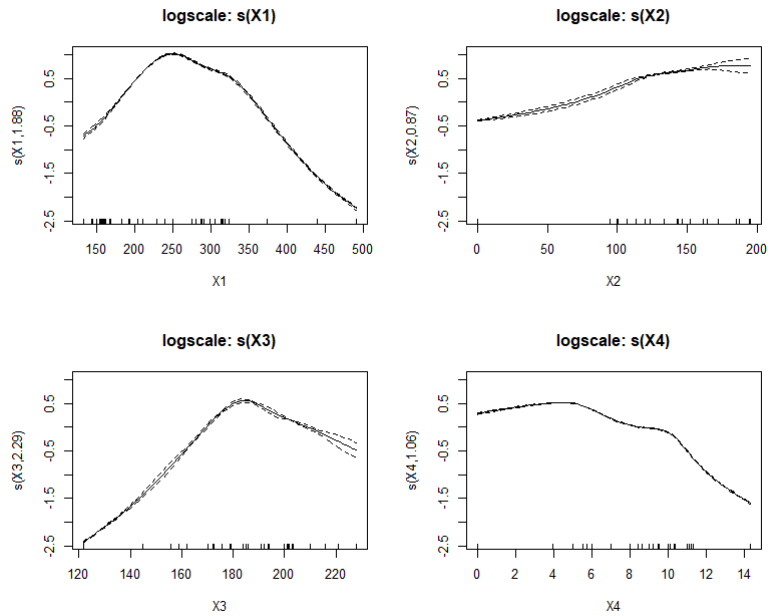 logscale: s(X1)
s(X1,1.88)
0.5
-0.5
-1.5
-2.5
150 200 250 300 350 400 450 500
X1
logscale: s(X2)
s(X2,0.87)
0.5
-0.5
-1.5
-2.5
0 50 100 150 200
X2
logscale: s(X3)
s(X3,2.29)
0.5
-0.5
-1.5
-2.5
120 140 160 180 200 220
X3
logscale: s(X4)
s(X4,1.06)
0.5
-0.5
-1.5
-2.5
0 2 4 6 8 10 12 14
X4